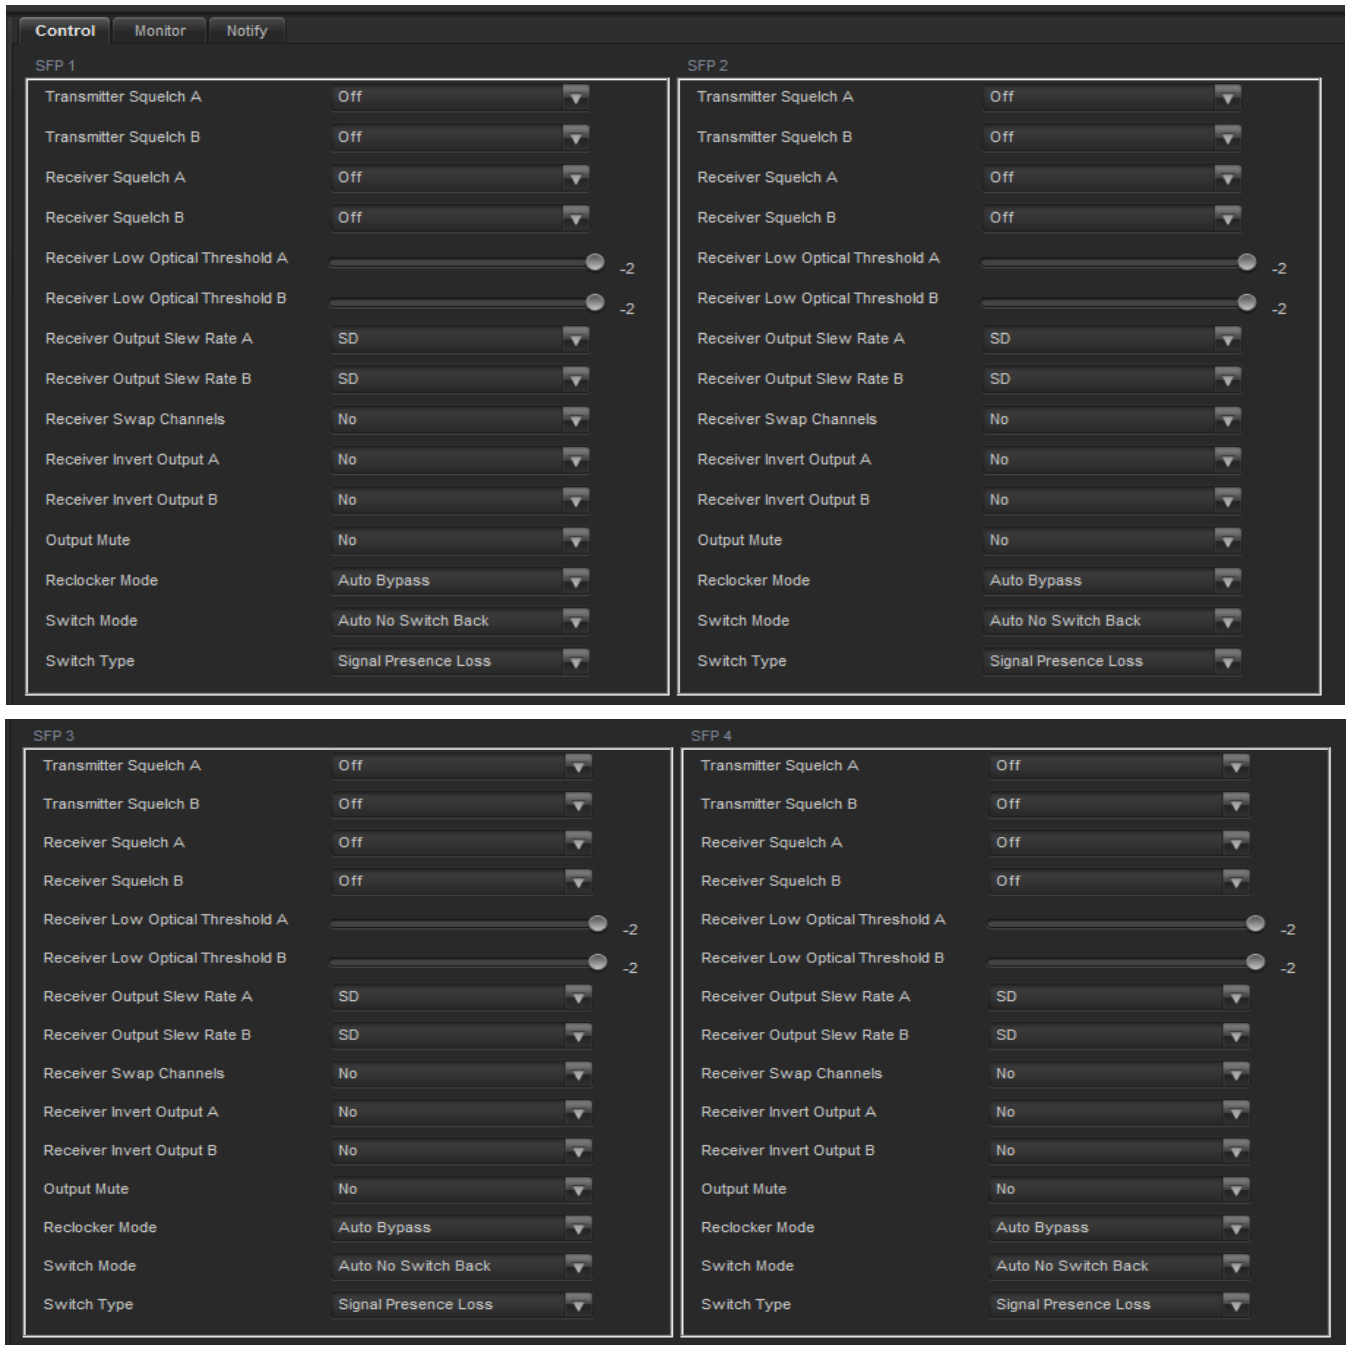 Control Monitor Notify
SFP 1
Transmitter Squelch A Off
Transmitter Squelch B Off
Receiver Squelch A Off
Receiver Squelch B Off
Receiver Low Optical Threshold A -2
Receiver Low Optical Threshold B -2
Receiver Output Slew Rate A SD
Receiver Output Slew Rate B SD
Receiver Swap Channels No
Receiver Invert Output A No
Receiver Invert Output B No
Output Mute No
Reclocker Mode Auto Bypass
Switch Mode Auto No Switch Back
Switch Type Signal Presence Loss
SFP 2
Transmitter Squelch A Off
Transmitter Squelch B Off
Receiver Squelch A Off
Receiver Squelch B Off
Receiver Low Optical Threshold A -2
Receiver Low Optical Threshold B -2
Receiver Output Slew Rate A SD
Receiver Output Slew Rate B SD
Receiver Swap Channels No
Receiver Invert Output A No
Receiver Invert Output B No
Output Mute No
Reclocker Mode Auto Bypass
Switch Mode Auto No Switch Back
Switch Type Signal Presence Loss
SFP 3
Transmitter Squelch A Off
Transmitter Squelch B Off
Receiver Squelch A Off
Receiver Squelch B Off
Receiver Low Optical Threshold A -2
Receiver Low Optical Threshold B -2
Receiver Output Slew Rate A SD
Receiver Output Slew Rate B SD
Receiver Swap Channels No
Receiver Invert Output A No
Receiver Invert Output B No
Output Mute No
Reclocker Mode Auto Bypass
Switch Mode Auto No Switch Back
Switch Type Signal Presence Loss
SFP 4
Transmitter Squelch A Off
Transmitter Squelch B Off
Receiver Squelch A Off
Receiver Squelch B Off
Receiver Low Optical Threshold A -2
Receiver Low Optical Threshold B -2
Receiver Output Slew Rate A SD
Receiver Output Slew Rate B SD
Receiver Swap Channels No
Receiver Invert Output A No
Receiver Invert Output B No
Output Mute No
Reclocker Mode Auto Bypass
Switch Mode Auto No Switch Back
Switch Type Signal Presence Loss